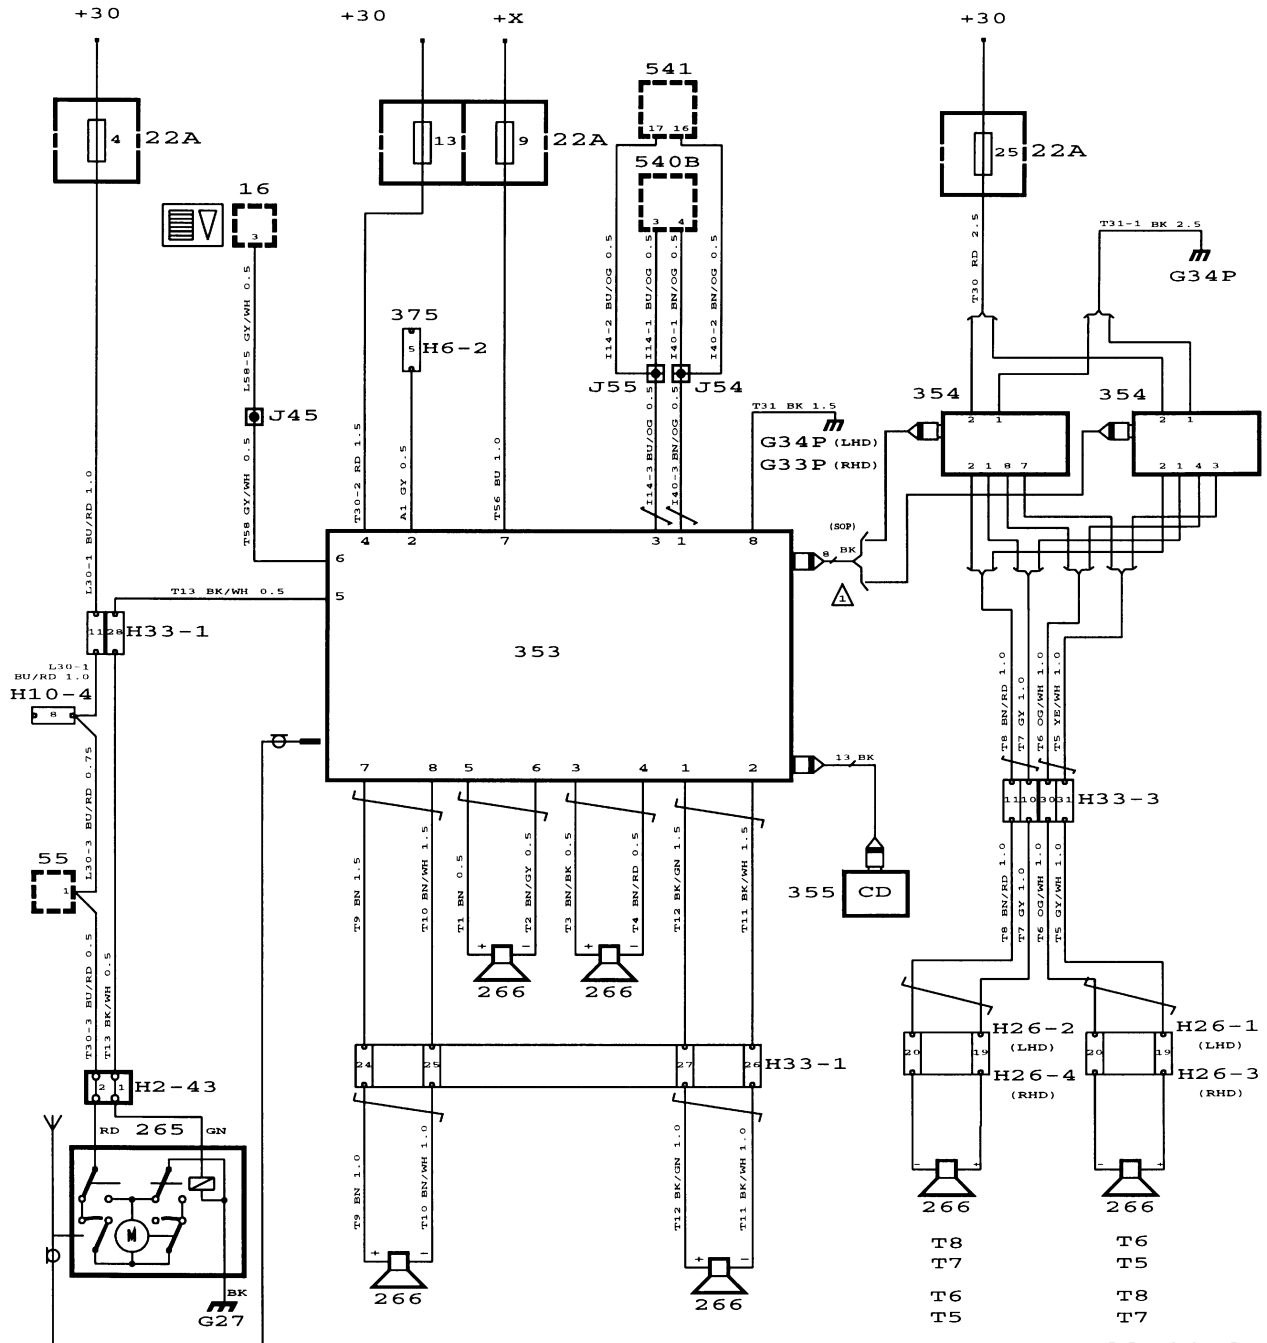 +30
+30
+X
+30
541
17 16
4
22A
13
9
22A
540B
25
22A
16
3
3 4
T31-1 BK 2.5
G34P
T30 RD 2.5
375
5
H6-2
I14-2 BU/OG 0.5
I14-1 BU/OG 0.5
I40-1 BN/OG 0.5
I40-2 BN/OG 0.5
L58-5 GY/WH 0.5
J45
J55
J54
354
354
T31 BK 1.5
G34P (LHD)
G33P (RHD)
2 1
2 1
2 1 8 7
2 1 4 3
L30-1 BU/RD 1.0
T58 GY/WH 0.5
T30-2 RD 1.5
A1 GY 0.5
T56 BU 1.0
I14-3 BU/OG 0.5
I40-3 BN/OG 0.5
4 2 7 3 1 8
(SOP)
8 BK
1
6
T13 BK/WH 0.5
5
11 28
H33-1
353
L30-1
BU/RD 1.0
H10-4
8
T8 BN/RD 1.0
T7 GY 1.0
T6 OG/WH 1.0
T5 YE/WH 1.0
L30-3 BU/RD 0.75
7 8 5 6 3 4 1 2
13 BK
11 10 30 31
H33-3
55
1
T9 BN 1.5
T10 BN/WH 1.5
T1 BN 0.5
T2 BN/GY 0.5
T3 BN/BK 0.5
T4 BN/RD 0.5
T12 BK/GN 1.5
T11 BK/WH 1.5
355
CD
T8 BN/RD 1.0
T7 GY 1.0
T6 OG/WH 1.0
T5 GY/WH 1.0
+ -
+ -
266
266
T30-3 BU/RD 0.5
T13 BK/WH 0.5
24 25 27 26
H33-1
20 19
H26-2
(LHD)
H26-4
(RHD)
20 19
H26-1
(LHD)
H26-3
(RHD)
2 1
H2-43
RD
265
GN
M
BK
G27
T9 BN 1.0
T10 BN/WH 1.0
T12 BK/GN 1.0
T11 BK/WH 1.0
- +
- +
266
266
+ -
+ -
266
266
T8
T7
T6
T5
T6
T5
T8
T7